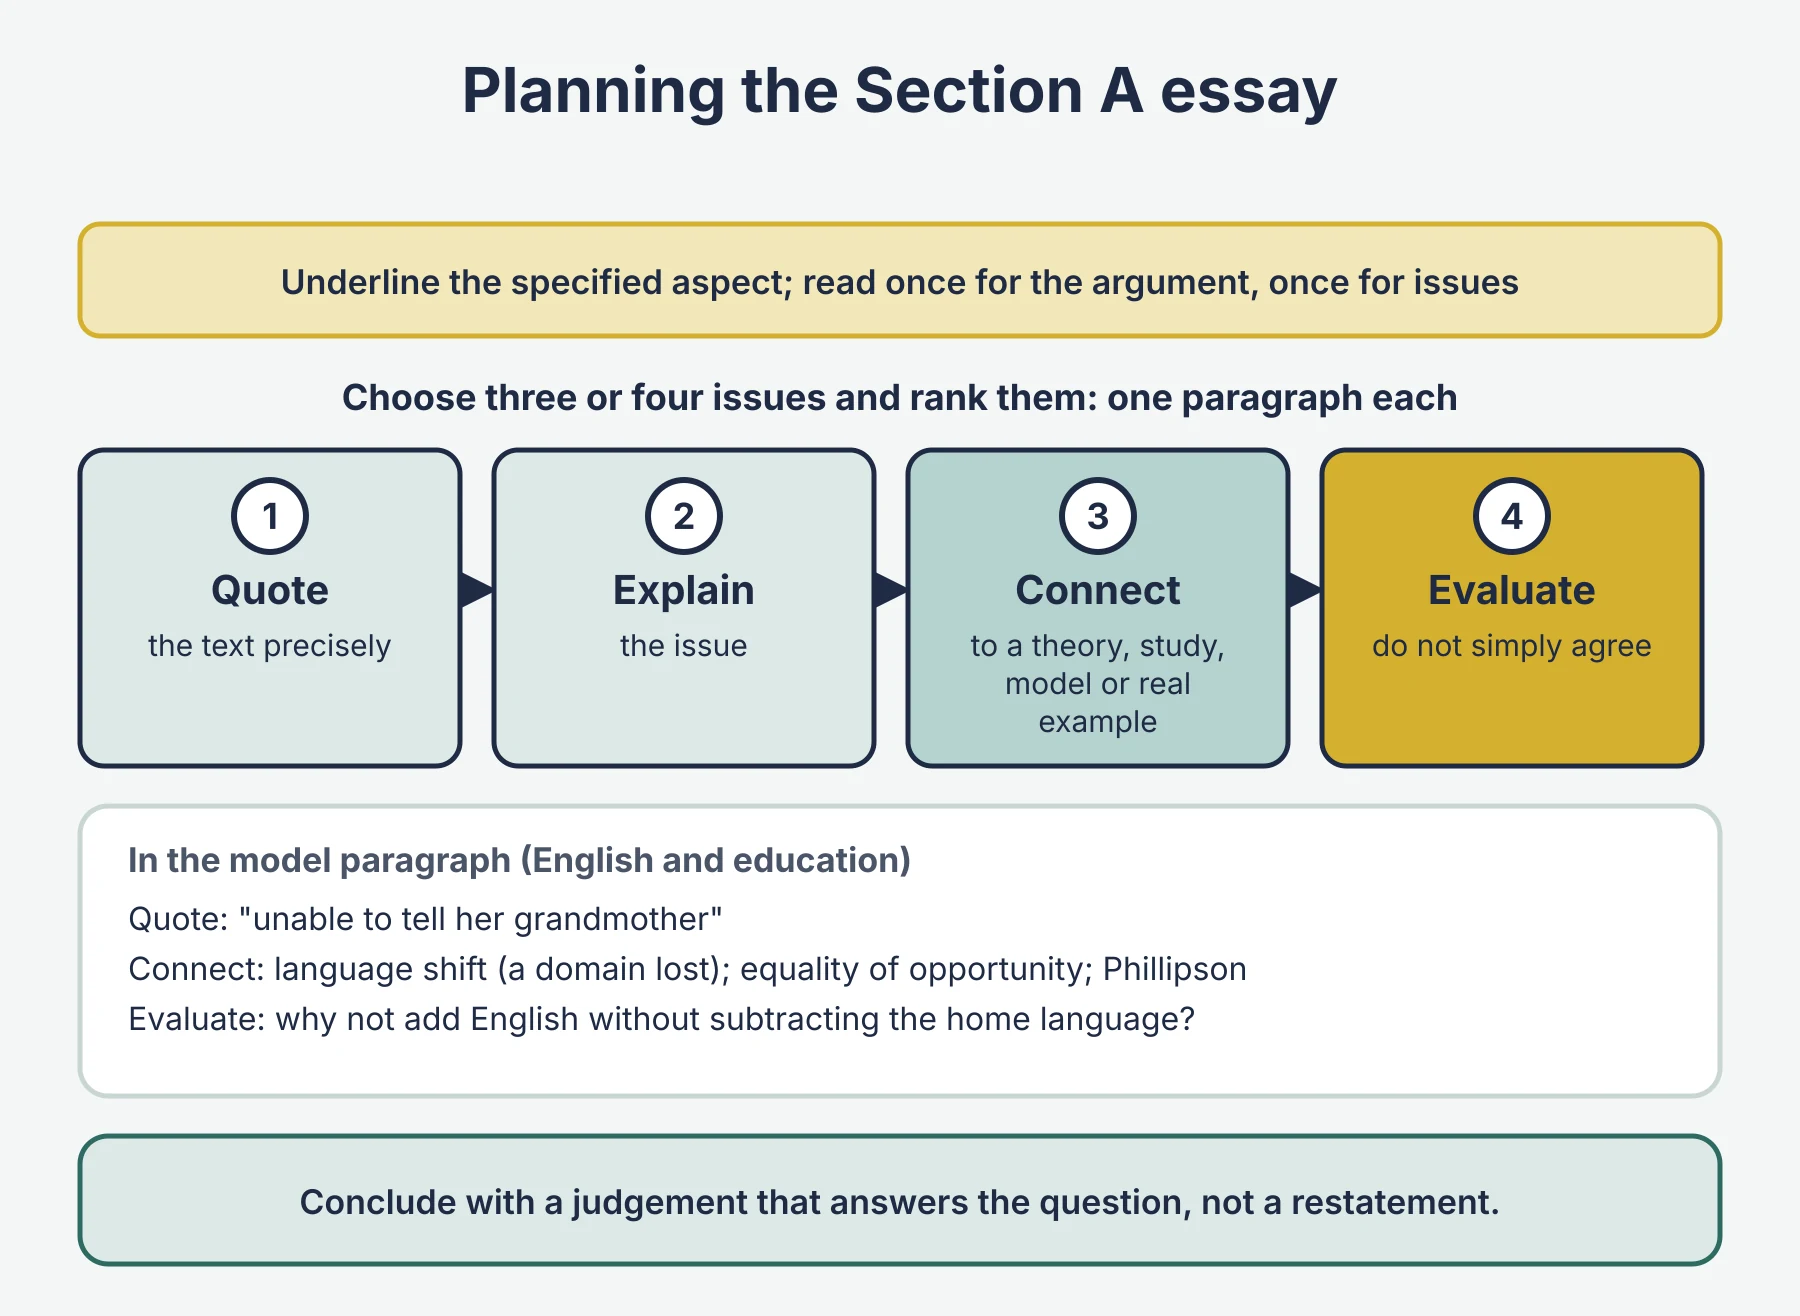 Planning the Section A essay
Underline the specified aspect; read once for the argument, once for issues
Choose three or four issues and rank them: one paragraph each
1
Quote
the text precisely
2
Explain
the issue
3
Connect
to a theory, study,
model or real
example
4
Evaluate
do not simply agree
In the model paragraph (English and education)
Quote: "unable to tell her grandmother"
Connect: language shift (a domain lost); equality of opportunity; Phillipson
Evaluate: why not add English without subtracting the home language?
Conclude with a judgement that answers the question, not a restatement.